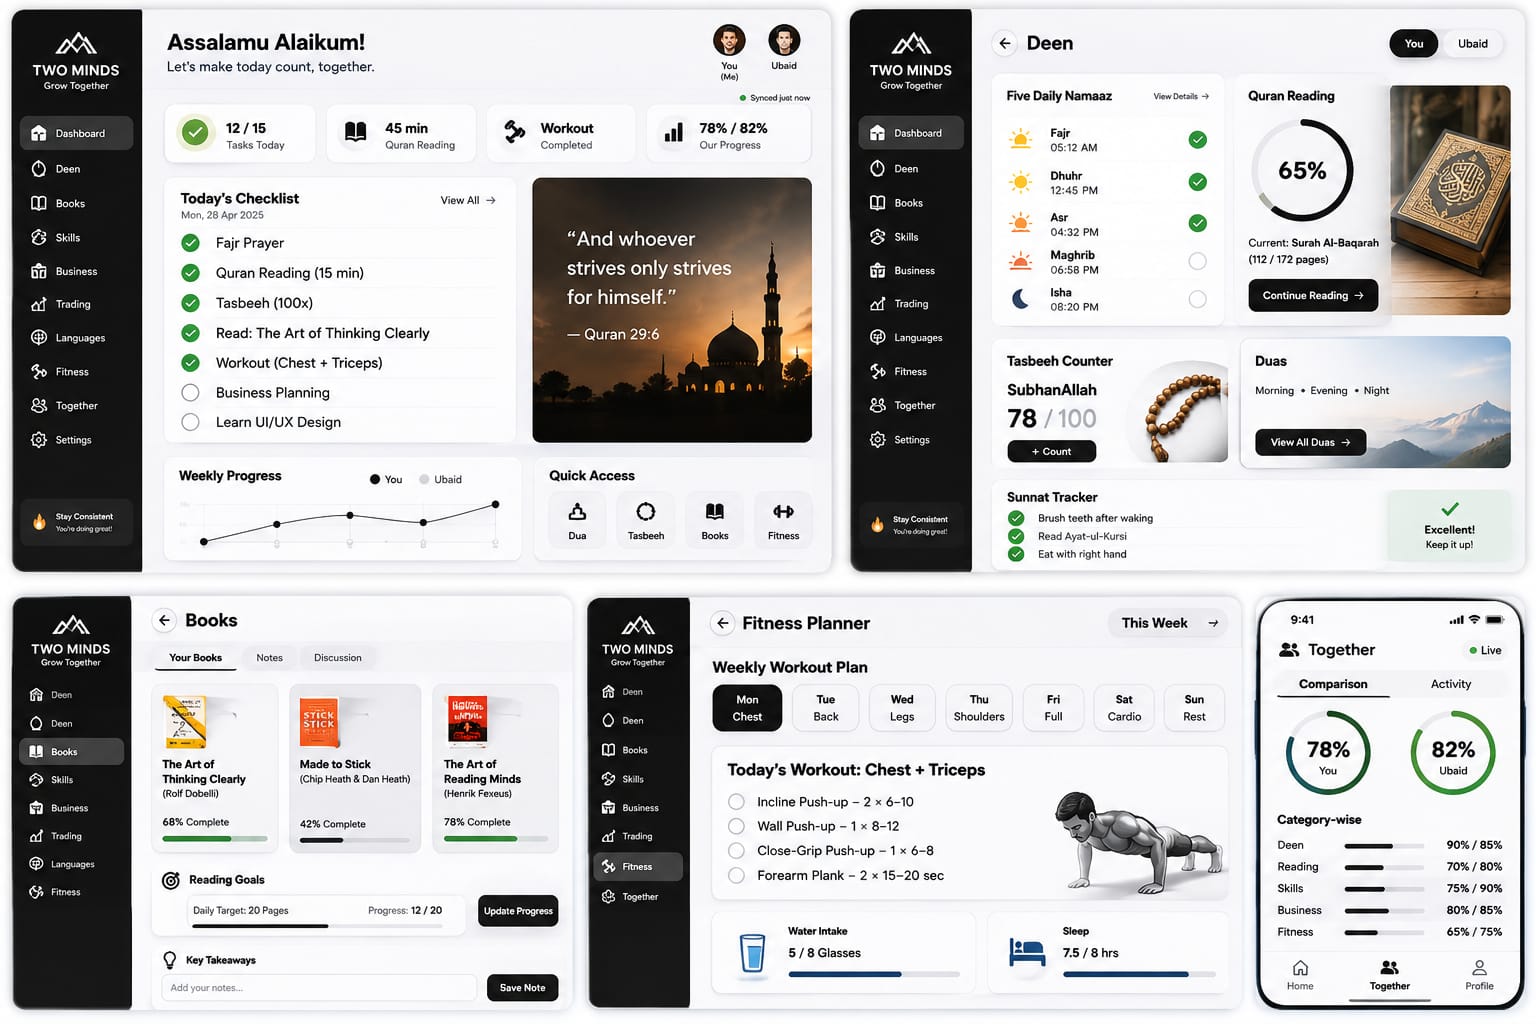 TWO MINDS
Grow Together
Dashboard
Deen
Books
Skills
Business
Trading
Languages
Fitness
Together
Settings
Stay Consistent
You're doing great!
Assalamu Alaikum!
Let's make today count, together.
You
(Me)
Ubaid
Synced just now
12 / 15
Tasks Today
45 min
Quran Reading
Workout
Completed
78% / 82%
Our Progress
Today's Checklist
Mon, 28 Apr 2025
View All →
Fajr Prayer
Quran Reading (15 min)
Tasbeeh (100x)
Read: The Art of Thinking Clearly
Workout (Chest + Triceps)
Business Planning
Learn UI/UX Design
“And whoever
strives only strives
for himself.”
— Quran 29:6
Weekly Progress
You
Ubaid
Quick Access
Dua
Tasbeeh
Books
Fitness
TWO MINDS
Grow Together
Dashboard
Deen
Books
Skills
Business
Trading
Languages
Fitness
Together
Settings
Stay Consistent
You're doing great!
← Deen
You
Ubaid
Five Daily Namaaz
View Details →
Fajr
05:12 AM
Dhuhr
12:45 PM
Asr
04:32 PM
Maghrib
06:58 PM
Isha
08:20 PM
Quran Reading
65%
Current: Surah Al-Baqarah
(112 / 172 pages)
Continue Reading →
Tasbeeh Counter
SubhanAllah
78 / 100
+ Count
Duas
Morning • Evening • Night
View All Duas →
Sunnat Tracker
Brush teeth after waking
Read Ayat-ul-Kursi
Eat with right hand
Excellent!
Keep it up!
TWO MINDS
Grow Together
Deen
Deen
Books
Skills
Business
Trading
Languages
Fitness
← Books
Your Books
Notes
Discussion
STICK
STICK
The Art of
Thinking Clearly
(Rolf Dobelli)
68% Complete
Made to Stick
(Chip Heath & Dan Heath)
42% Complete
The Art of
Reading Minds
(Henrik Fexeus)
78% Complete
Reading Goals
Daily Target: 20 Pages
Progress: 12 / 20
Update Progress
Key Takeaways
Add your notes...
Save Note
TWO MINDS
Grow Together
Deen
Deen
Books
Skills
Business
Trading
Languages
Fitness
Together
← Fitness Planner
This Week →
Weekly Workout Plan
Mon
Chest
Tue
Back
Wed
Legs
Thu
Shoulders
Fri
Full
Sat
Cardio
Sun
Rest
Today's Workout: Chest + Triceps
Incline Push-up – 2 × 6–10
Wall Push-up – 1 × 8–12
Close-Grip Push-up – 1 × 6–8
Forearm Plank – 2 × 15–20 sec
Water Intake
5 / 8 Glasses
Sleep
7.5 / 8 hrs
9:41
Together
Live
Comparison
Activity
78%
You
82%
Ubaid
Category-wise
Deen 90% / 85%
Reading 70% / 80%
Skills 75% / 90%
Business 80% / 85%
Fitness 65% / 75%
Home
Together
Profile